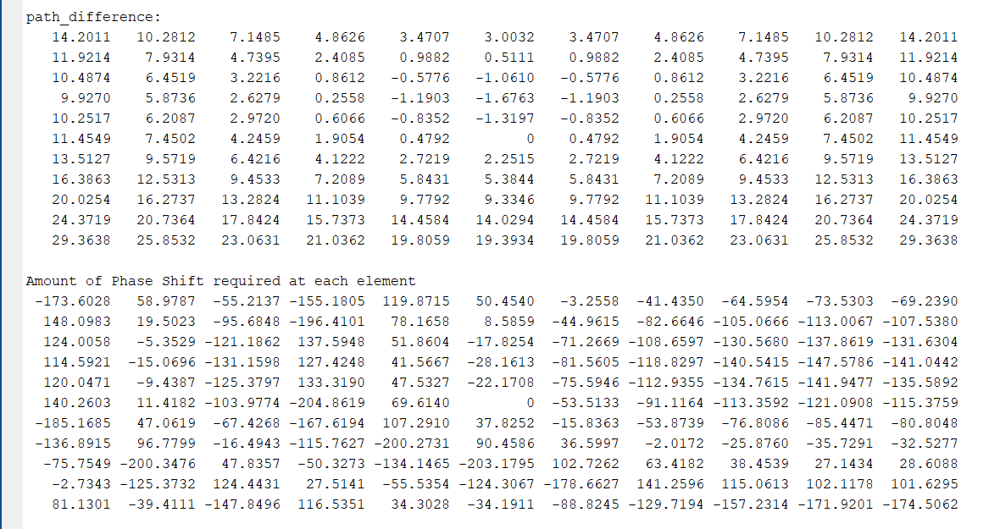 path_difference:
14.2011 10.2812 7.1485 4.8626 3.4707 3.0032 3.4707 4.8626 7.1485 10.2812 14.2011
11.9214 7.9314 4.7395 2.4085 0.9882 0.5111 0.9882 2.4085 4.7395 7.9314 11.9214
10.4874 6.4519 3.2216 0.8612 -0.5776 -1.0610 -0.5776 0.8612 3.2216 6.4519 10.4874
9.9270 5.8736 2.6279 0.2558 -1.1903 -1.6763 -1.1903 0.2558 2.6279 5.8736 9.9270
10.2517 6.2087 2.9720 0.6066 -0.8352 -1.3197 -0.8352 0.6066 2.9720 6.2087 10.2517
11.4549 7.4502 4.2459 1.9054 0.4792 0 0.4792 1.9054 4.2459 7.4502 11.4549
13.5127 9.5719 6.4216 4.1222 2.7219 2.2515 2.7219 4.1222 6.4216 9.5719 13.5127
16.3863 12.5313 9.4533 7.2089 5.8431 5.3844 5.8431 7.2089 9.4533 12.5313 16.3863
20.0254 16.2737 13.2824 11.1039 9.7792 9.3346 9.7792 11.1039 13.2824 16.2737 20.0254
24.3719 20.7364 17.8424 15.7373 14.4584 14.0294 14.4584 15.7373 17.8424 20.7364 24.3719
29.3638 25.8532 23.0631 21.0362 19.8059 19.3934 19.8059 21.0362 23.0631 25.8532 29.3638
Amount of Phase Shift required at each element
-173.6028 58.9787 -55.2137 -155.1805 119.8715 50.4540 -3.2558 -41.4350 -64.5954 -73.5303 -69.2390
148.0983 19.5023 -95.6848 -196.4101 78.1658 8.5859 -44.9615 -82.6646 -105.0666 -113.0067 -107.5380
124.0058 -5.3529 -121.1862 137.5948 51.8604 -17.8254 -71.2669 -108.6597 -130.5680 -137.8619 -131.6304
114.5921 -15.0696 -131.1598 127.4248 41.5667 -28.1613 -81.5605 -118.8297 -140.5415 -147.5786 -141.0442
120.0471 -9.4387 -125.3797 133.3190 47.5327 -22.1708 -75.5946 -112.9355 -134.7615 -141.9477 -135.5892
140.2603 11.4182 -103.9774 -204.8619 69.6140 0 -53.5133 -91.1164 -113.3592 -121.0908 -115.3759
-185.1685 47.0619 -67.4268 -167.6194 107.2910 37.8252 -15.8363 -53.8739 -76.8086 -85.4471 -80.8048
-136.8915 96.7799 -16.4943 -115.7627 -200.2731 90.4586 36.5997 -2.0172 -25.8760 -35.7291 -32.5277
-75.7549 -200.3476 47.8357 -50.3273 -134.1465 -203.1795 102.7262 63.4182 38.4539 27.1434 28.6088
-2.7343 -125.3732 124.4431 27.5141 -55.5354 -124.3067 -178.6627 141.2596 115.0613 102.1178 101.6295
81.1301 -39.4111 -147.8496 116.5351 34.3028 -34.1911 -88.8245 -129.7194 -157.2314 -171.9201 -174.5062